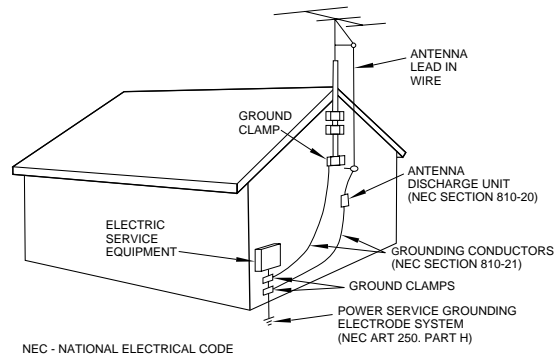 ANTENNA
LEAD IN
WIRE
GROUND
CLAMP
ANTENNA
DISCHARGE UNIT
(NEC SECTION 810-20)
ELECTRIC
SERVICE
EQUIPMENT
GROUNDING CONDUCTORS
(NEC SECTION 810-21)
GROUND CLAMPS
POWER SERVICE GROUNDING
ELECTRODE SYSTEM
(NEC ART 250. PART H)
NEC - NATIONAL ELECTRICAL CODE